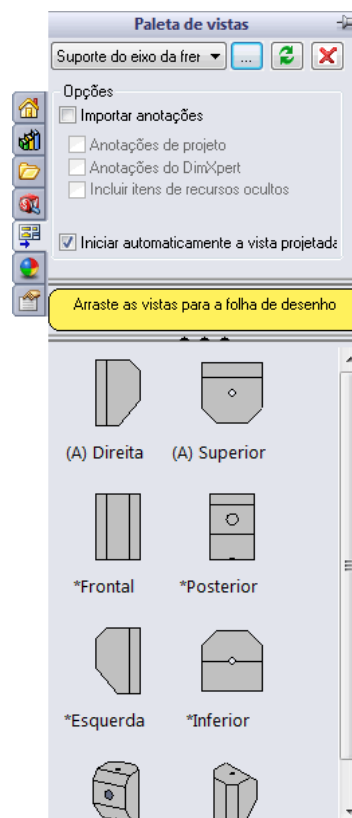 Paleta de vistas
Suporte do eixo da frer
...
Opções
Importar anotações
Anotações de projeto
Anotações do DimXpert
Incluir itens de recursos ocultos
Iniciar automaticamente a vista projetada
Arraste as vistas para a folha de desenho
(A) Direita (A) Superior
*Frontal *Posterior
*Esquerda *Inferior